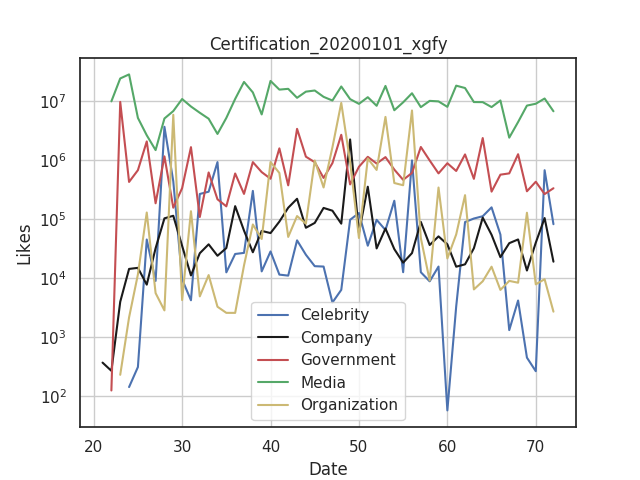 Certification_20200101_xgfy
Likes
10^7
10^6
10^5
10^4
10^3
10^2
Celebrity
Company
Government
Media
Organization
20 30 40 50 60 70
Date